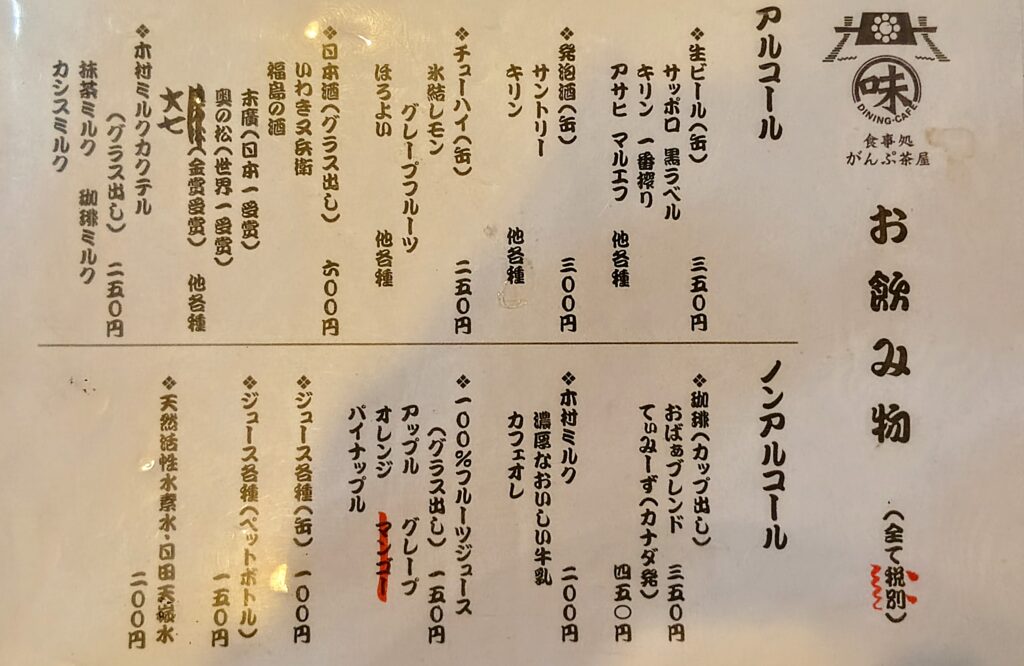 味
DINING・CAFE
食事処
がんぷ茶屋
お飲み物 (全て税別)
アルコール
❖生ビール(缶) 三五〇円
サッポロ 黒ラベル
キリン 一番搾り
アサヒ マルエフ 他各種
❖発泡酒(缶) 三〇〇円
サントリー
キリン 他各種
❖チューハイ(缶) 二五〇円
氷結レモン
グレープフルーツ
ほろよい 他各種
❖日本酒(グラス出し) 六〇〇円
いわき又兵衛
福島の酒
末廣(日本一受賞)
奥の松(世界一受賞)
大七 (金賞受賞) 他各種
❖木村ミルクカクテル
(グラス出し) 二五〇円
抹茶ミルク 珈琲ミルク
カシスミルク
ノンアルコール
❖珈琲(カップ出し)
おばぁブレンド 三五〇円
てぃみーず(カナダ発)
四五〇円
❖木村ミルク 二〇〇円
濃厚なおいしい牛乳
カフェオレ
❖一〇〇%フルーツジュース
(グラス出し) 一五〇円
アップル グレープ
オレンジ マンゴー
パイナップル
❖ジュース各種(缶) 一〇〇円
❖ジュース各種(ペットボトル)
一五〇円
❖天然活性水素水・日田天領水
二〇〇円